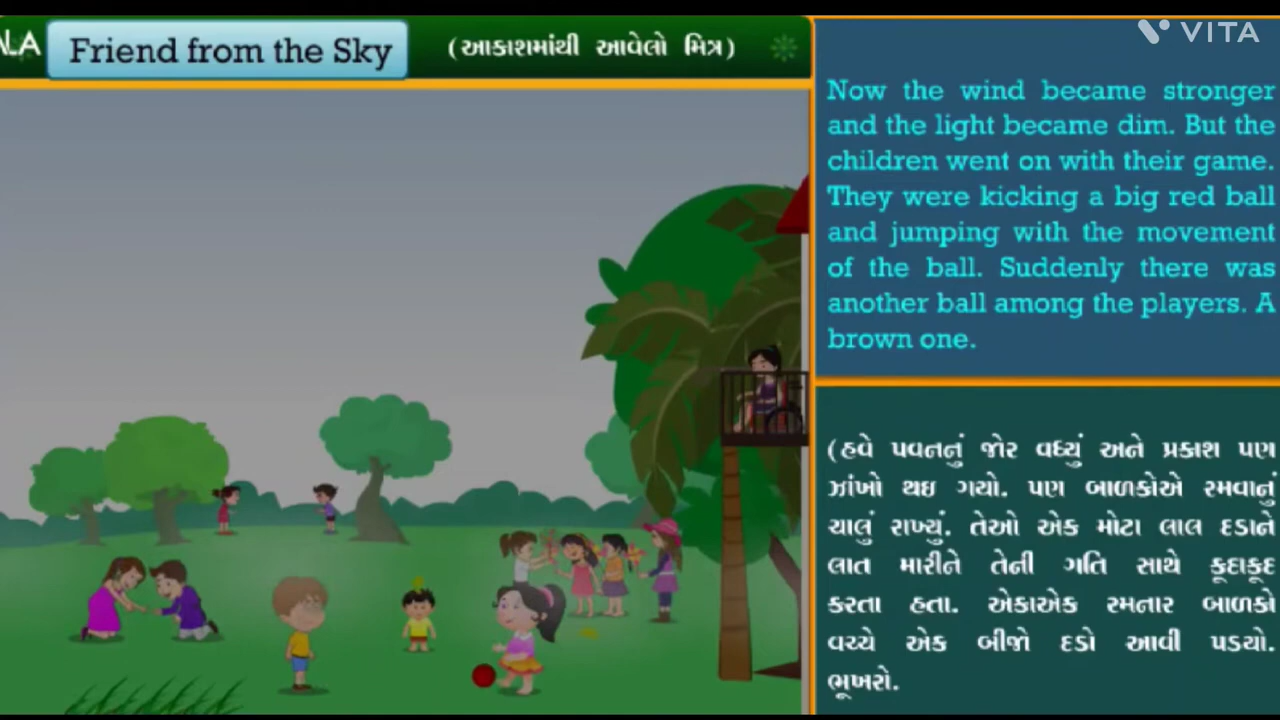 ALA
Friend from the Sky
(આકાશમાંથી આવેલો મિત્ર)
VITA
Now the wind became stronger
and the light became dim. But the
children went on with their game.
They were kicking a big red ball
and jumping with the movement
of the ball. Suddenly there was
another ball among the players. A
brown one.
(હવે પવનનું જોર વધ્યું અને પ્રકાશ પણ
ઝાંખો થઇ ગયો. પણ બાળકોએ રમવાનું
ચાલું રાખ્યું. તેઓ એક મોટા લાલ દડાને
લાત મારીને તેની ગતિ સાથે કૂદાકૂદ
કરતા હતા. એકાએક રમનાર બાળકો
વચ્ચે એક બીજો દડો આવી પડયો.
ભૂખરો.